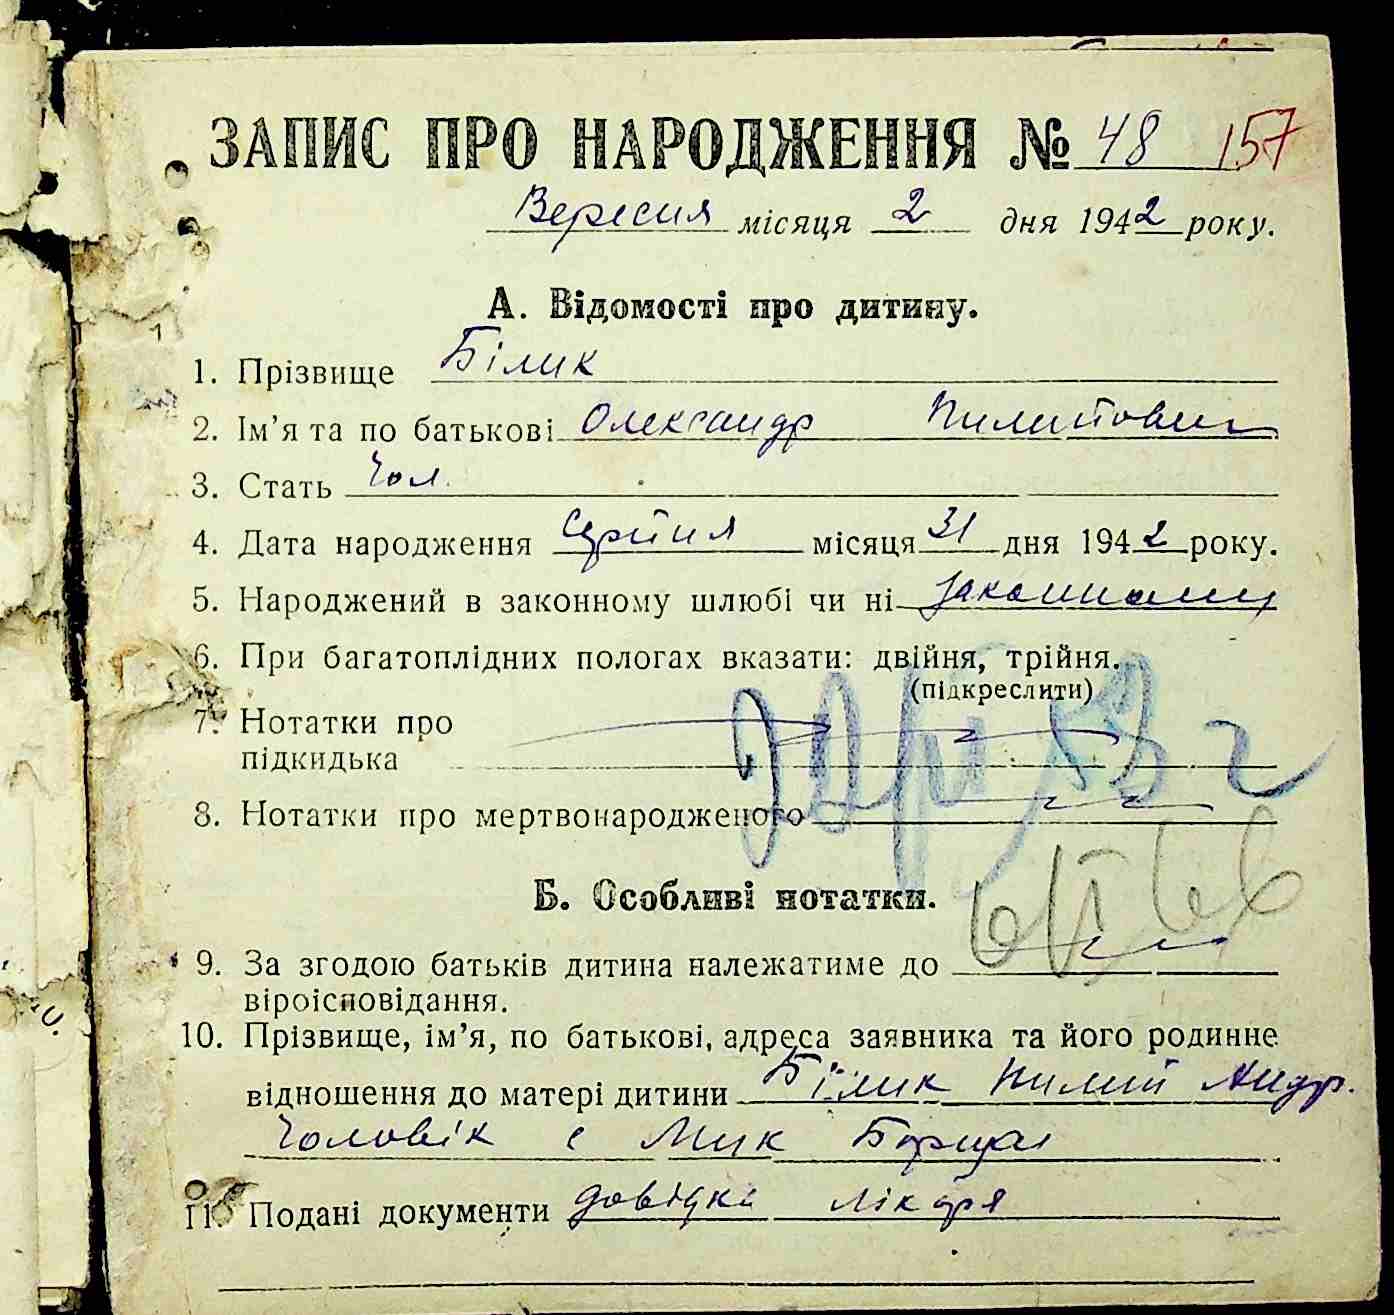 ЗАПИС ПРО НАРОДЖЕННЯ № 48 157
Вересня місяця 2 дня 1942 року.
А. Відомості про дитину.
1. Прізвище Білик
2. Ім'я та по батькові Олександр Пилипович
3. Стать Чол.
4. Дата народження Серпня місяця 31 дня 1942 року.
5. Народжений в законному шлюбі чи ні законному
6. При багатоплідних пологах вказати: двійня, трійня.
(підкреслити)
7. Нотатки про
підкидька
8. Нотатки про мертвонародженого
Б. Особливі нотатки.
9. За згодою батьків дитина належатиме до
віроісповідання.
10. Прізвище, ім'я, по батькові, адреса заявника та його родинне
відношення до матері дитини Білик Пилип Андр.
Чоловік с
11. Подані документи довідка лікаря